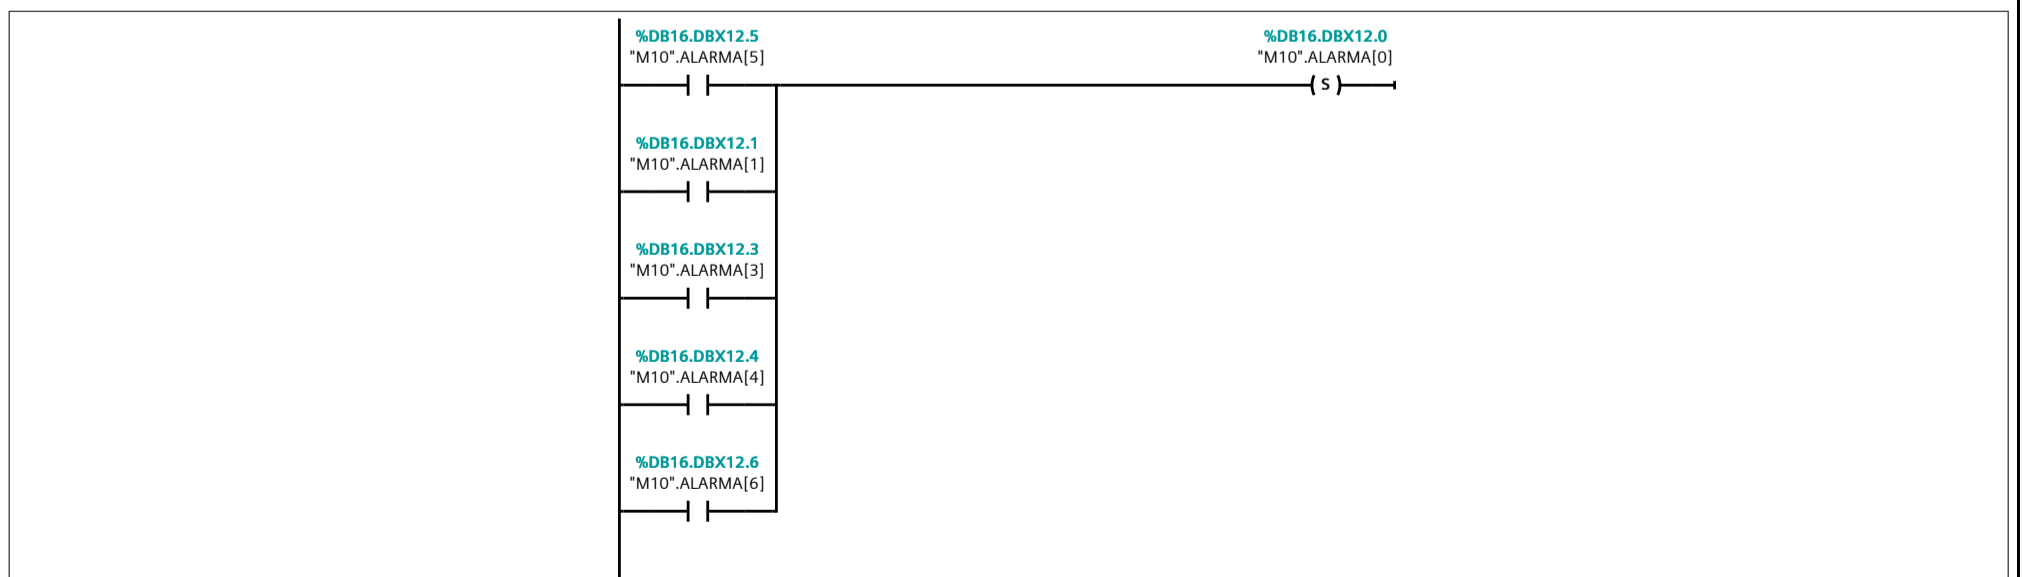 %DB16.DBX12.5
"M10".ALARMA[5]
%DB16.DBX12.0
"M10".ALARMA[0]
S
%DB16.DBX12.1
"M10".ALARMA[1]
%DB16.DBX12.3
"M10".ALARMA[3]
%DB16.DBX12.4
"M10".ALARMA[4]
%DB16.DBX12.6
"M10".ALARMA[6]